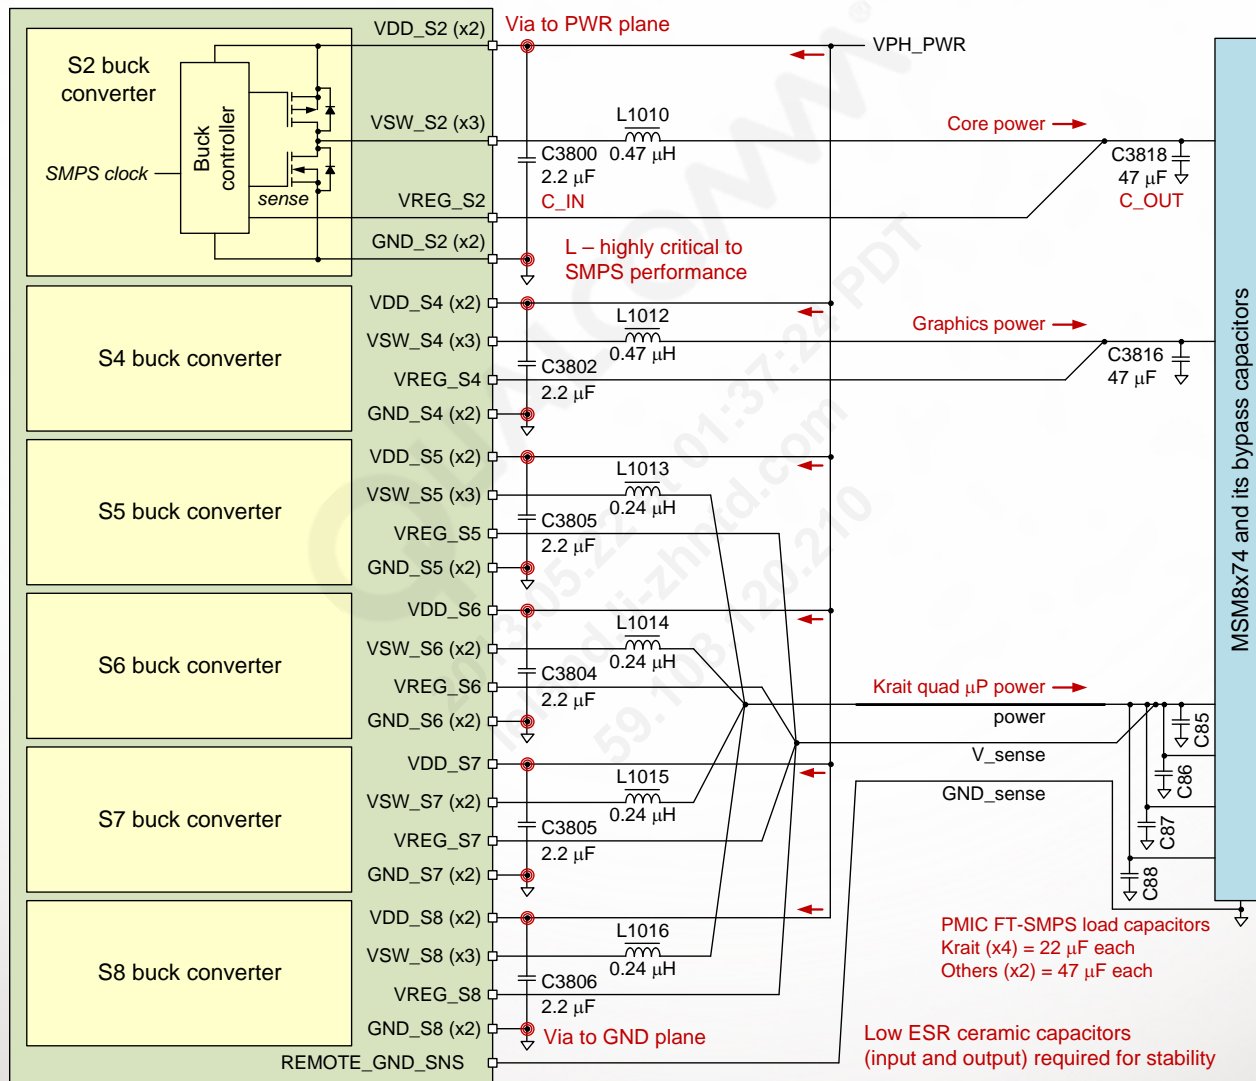 VDD_S2 (x2)
Via to PWR plane
VPH_PWR
S2 buck
converter
Buck
controller
SMPS clock
sense
VSW_S2 (x3)
L1010
0.47 µH
Core power
C3800
2.2 µF
C_IN
C3818
47 µF
C_OUT
VREG_S2
GND_S2 (x2)
L – highly critical to
SMPS performance
S4 buck converter
VDD_S4 (x2)
VSW_S4 (x3)
L1012
0.47 µH
Graphics power
C3802
2.2 µF
C3816
47 µF
VREG_S4
GND_S4 (x2)
S5 buck converter
VDD_S5 (x2)
VSW_S5 (x3)
L1013
0.24 µH
C3805
2.2 µF
VREG_S5
GND_S5 (x2)
S6 buck converter
VDD_S6
VSW_S6 (x2)
L1014
0.24 µH
C3804
2.2 µF
VREG_S6
GND_S6 (x2)
Krait quad µP power
power
V_sense
GND_sense
C85
C86
C87
C88
S7 buck converter
VDD_S7
VSW_S7 (x2)
L1015
0.24 µH
C3805
2.2 µF
VREG_S7
GND_S7 (x2)
S8 buck converter
VDD_S8 (x2)
VSW_S8 (x3)
L1016
0.24 µH
C3806
2.2 µF
VREG_S8
GND_S8 (x2)
Via to GND plane
REMOTE_GND_SNS
PMIC FT-SMPS load capacitors
Krait (x4) = 22 µF each
Others (x2) = 47 µF each
Low ESR ceramic capacitors
(input and output) required for stability
MSM8x74 and its bypass capacitors
QUALCOMM
59.108.120.210